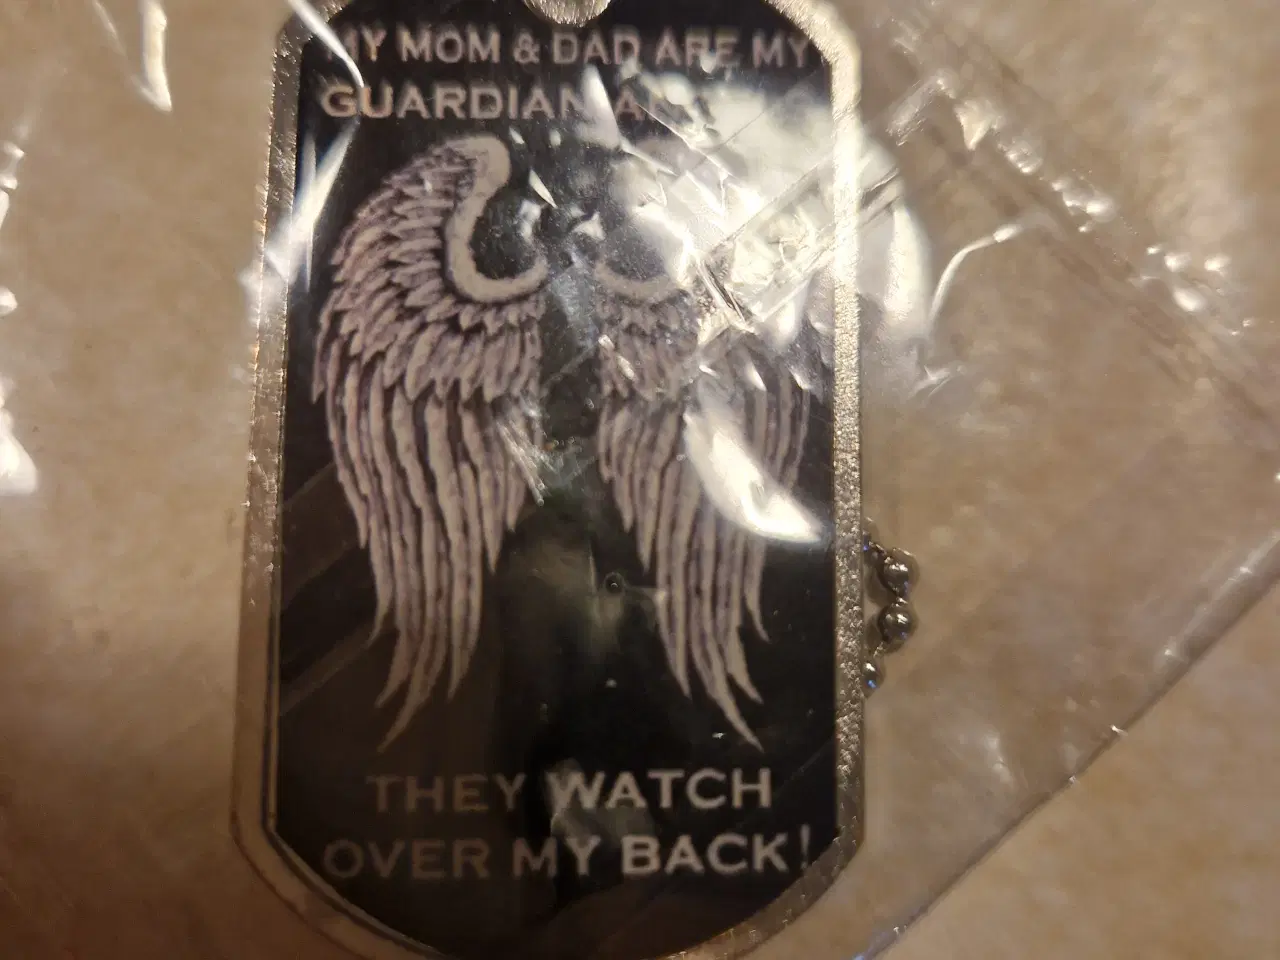 MY MOM & DAD ARE MY
GUARDIAN
THEY WATCH
OVER MY BACK!